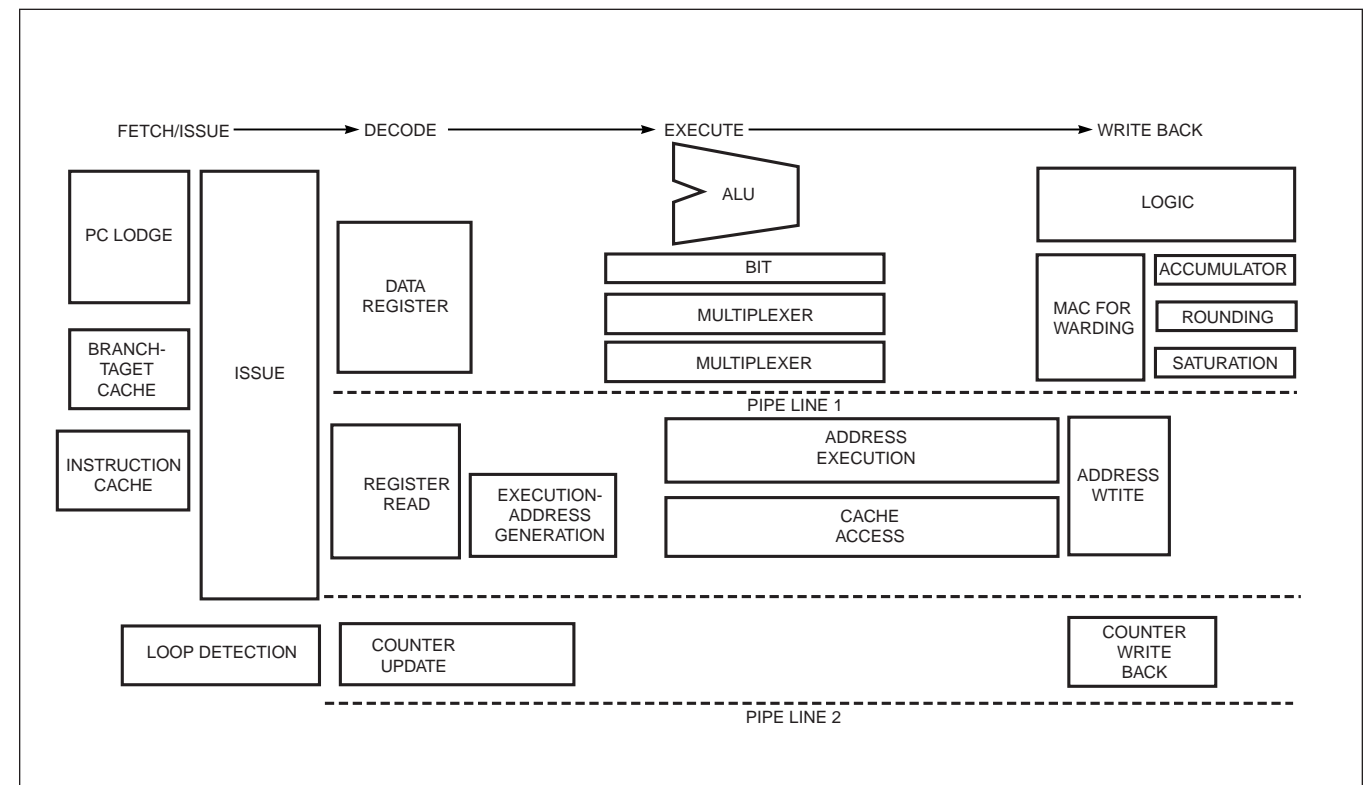 FETCH/ISSUE DECODE EXECUTE WRITE BACK
PC LODGE
BRANCH-
TAGET
CACHE
INSTRUCTION
CACHE
ISSUE
LOOP DETECTION
DATA
REGISTER
ALU
BIT
MULTIPLEXER
MULTIPLEXER
LOGIC
MAC FOR
WARDING
ACCUMULATOR
ROUNDING
SATURATION
PIPE LINE 1
REGISTER
READ
EXECUTION-
ADDRESS
GENERATION
ADDRESS
EXECUTION
CACHE
ACCESS
ADDRESS
WTITE
COUNTER
UPDATE
COUNTER
WRITE
BACK
PIPE LINE 2